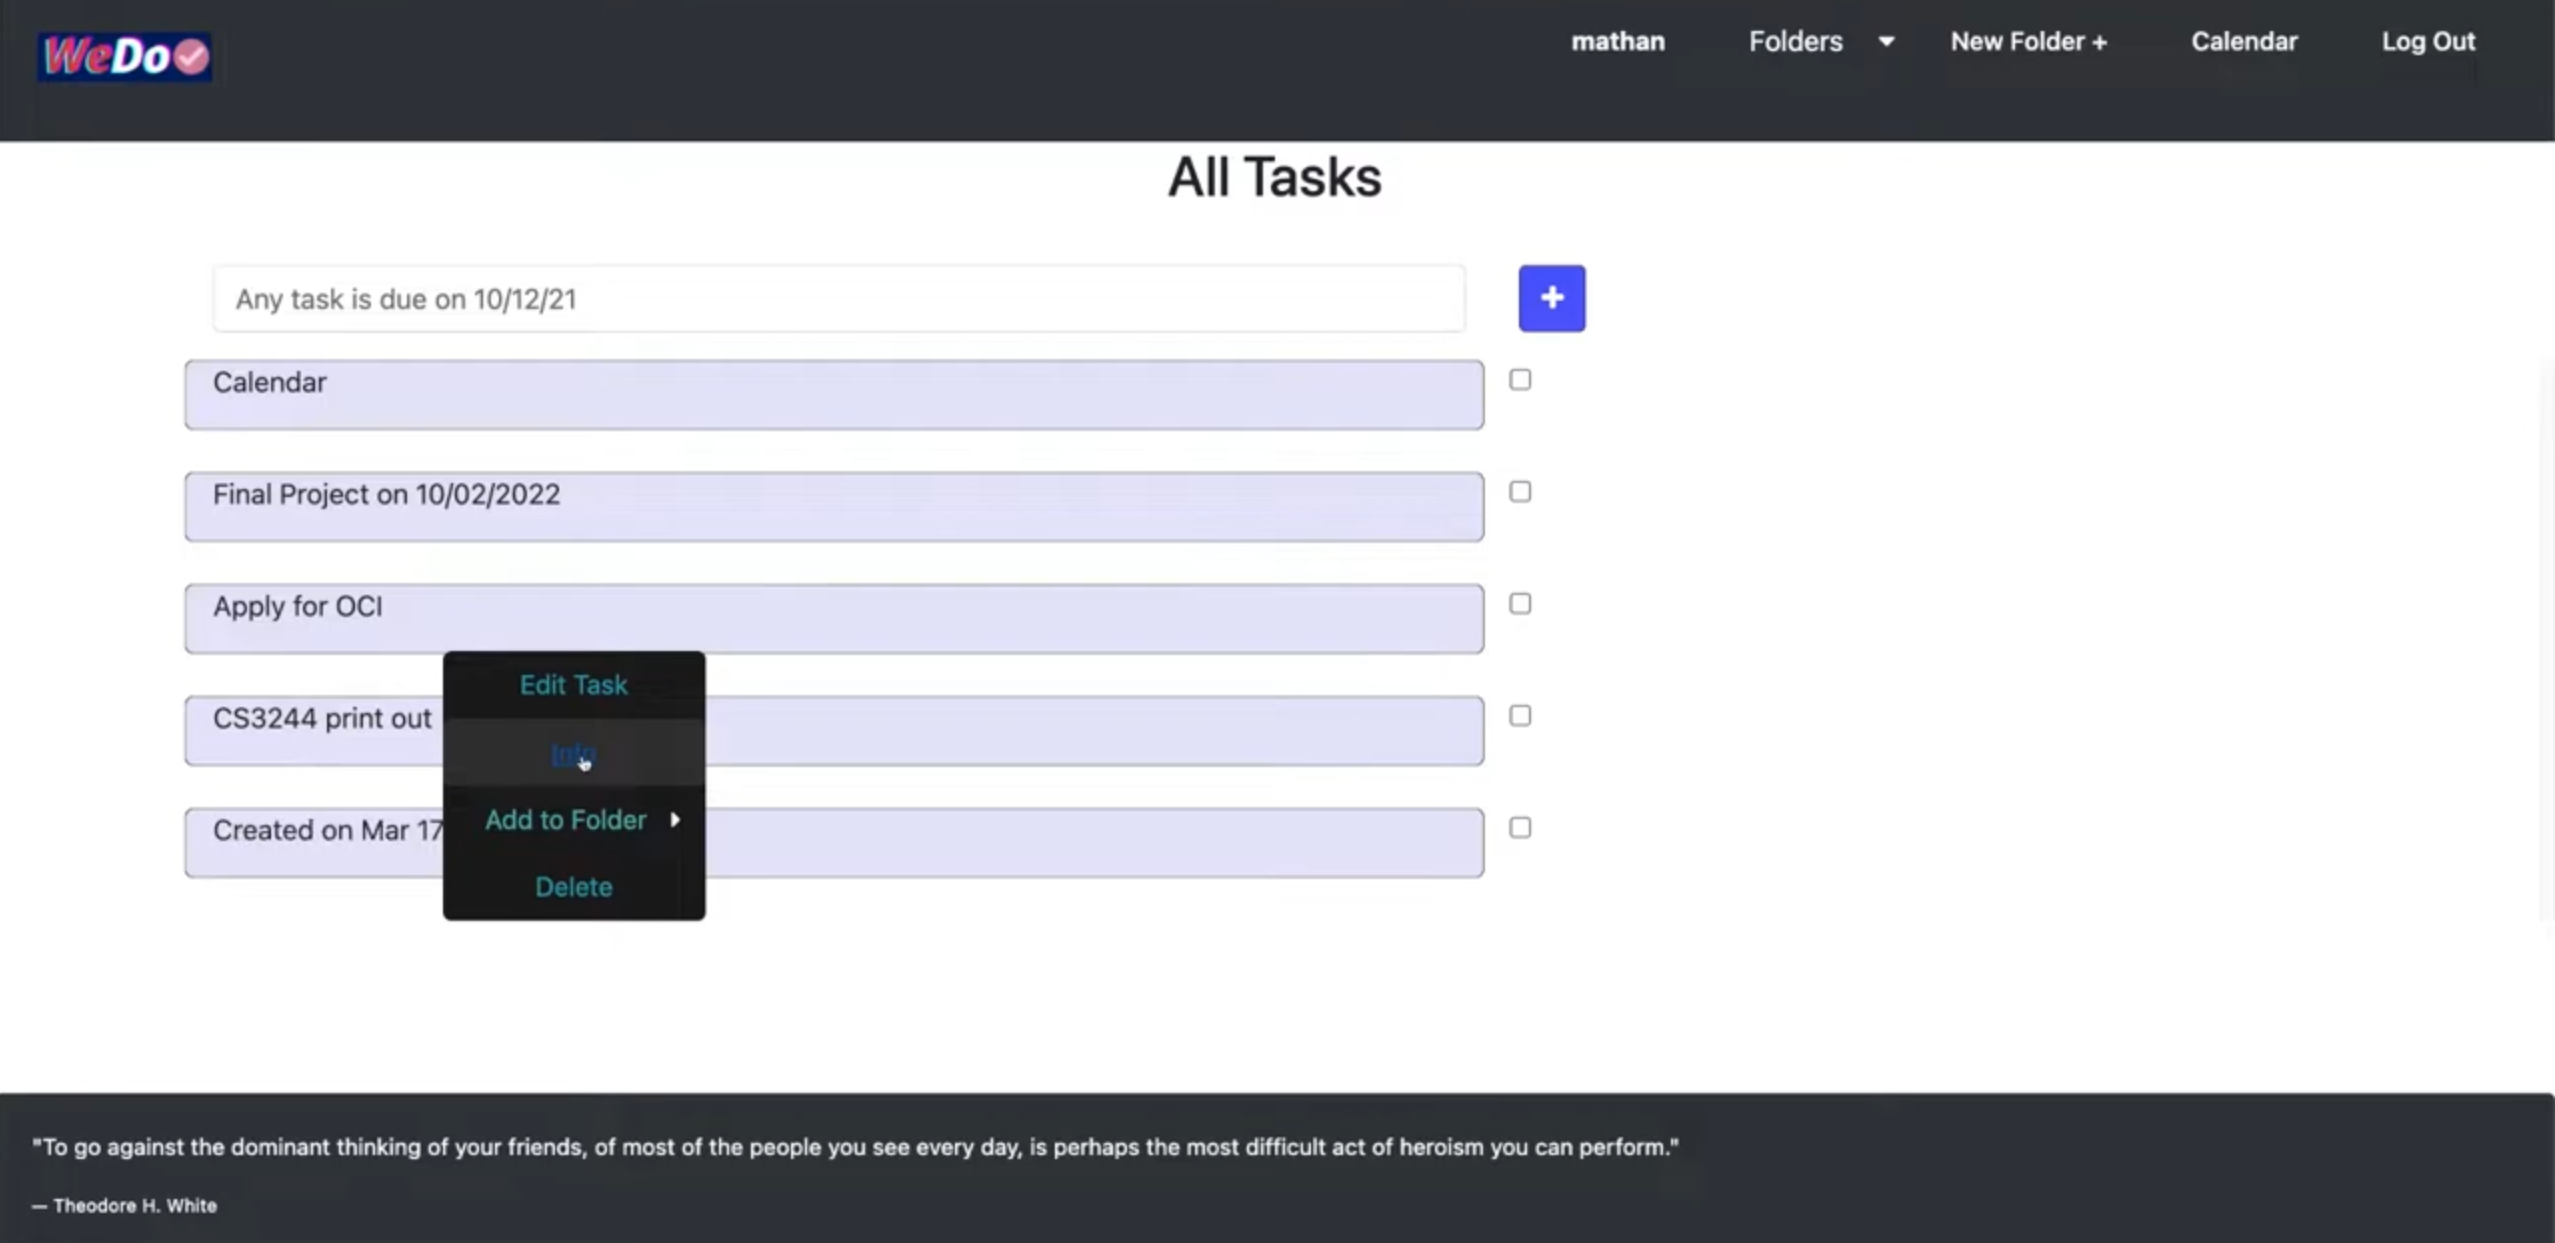 WeDo
mathan Folders New Folder + Calendar Log Out
All Tasks
Any task is due on 10/12/21
Calendar
Final Project on 10/02/2022
Apply for OCI
Edit Task
CS3244 print out
Info
Add to Folder
Created on Mar 17
Delete
"To go against the dominant thinking of your friends, of most of the people you see every day, is perhaps the most difficult act of heroism you can perform."
— Theodore H. White